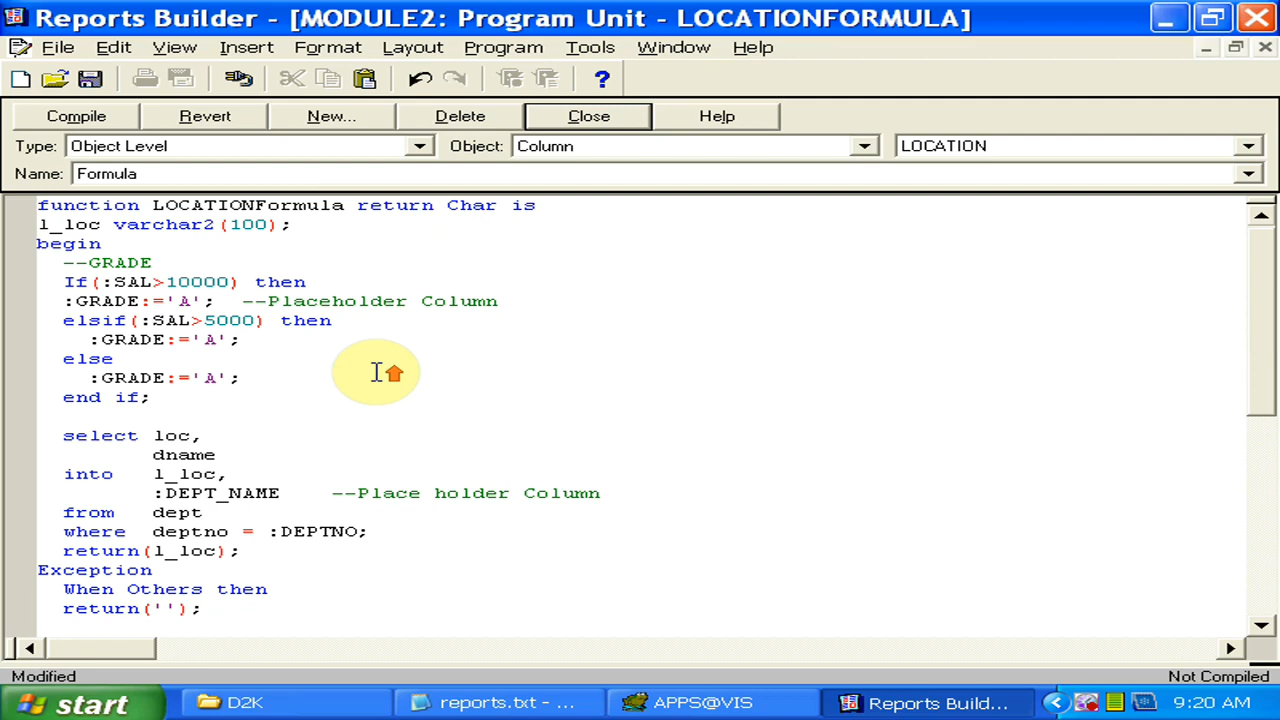 Reports Builder - [MODULE2: Program Unit - LOCATIONFORMULA]
File Edit View Insert Format Layout Program Tools Window Help
Compile Revert New... Delete Close Help
Type: Object Level Object: Column LOCATION
Name: Formula
function LOCATIONFormula return Char is
l_loc varchar2(100);
begin
--GRADE
If(:SAL>10000) then
:GRADE:='A'; --Placeholder Column
elsif(:SAL>5000) then
:GRADE:='A';
else
:GRADE:='A';
end if;
select loc,
dname
into l_loc,
:DEPT_NAME --Place holder Column
from dept
where deptno = :DEPTNO;
return(l_loc);
Exception
When Others then
return('');
Modified Not Compiled
start D2K reports.txt - ... APPS@VIS Reports Build... 9:20 AM